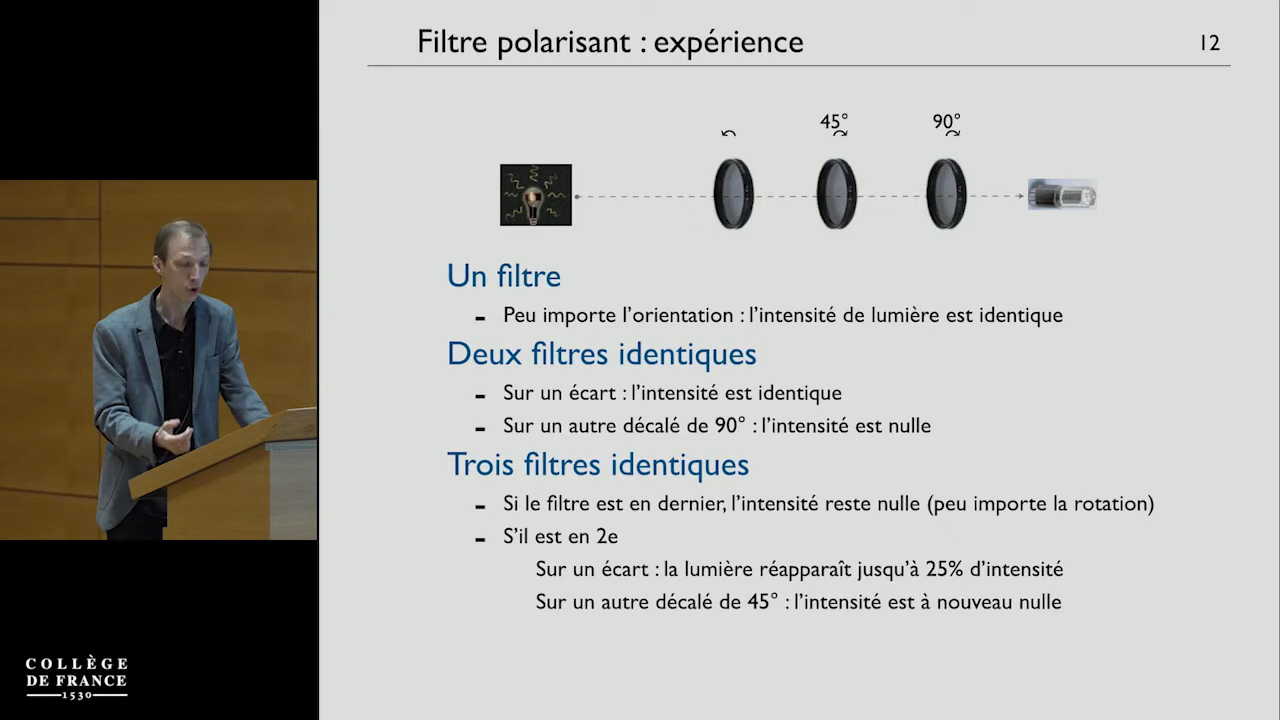 Filtre polarisant : expérience
12
45°
90°
Un filtre
- Peu importe l’orientation : l’intensité de lumière est identique
Deux filtres identiques
- Sur un écart : l’intensité est identique
- Sur un autre décalé de 90° : l’intensité est nulle
Trois filtres identiques
- Si le filtre est en dernier, l’intensité reste nulle (peu importe la rotation)
- S’il est en 2e
Sur un écart : la lumière réapparaît jusqu’à 25% d’intensité
Sur un autre décalé de 45° : l’intensité est à nouveau nulle
COLLÈGE
DE FRANCE
1530